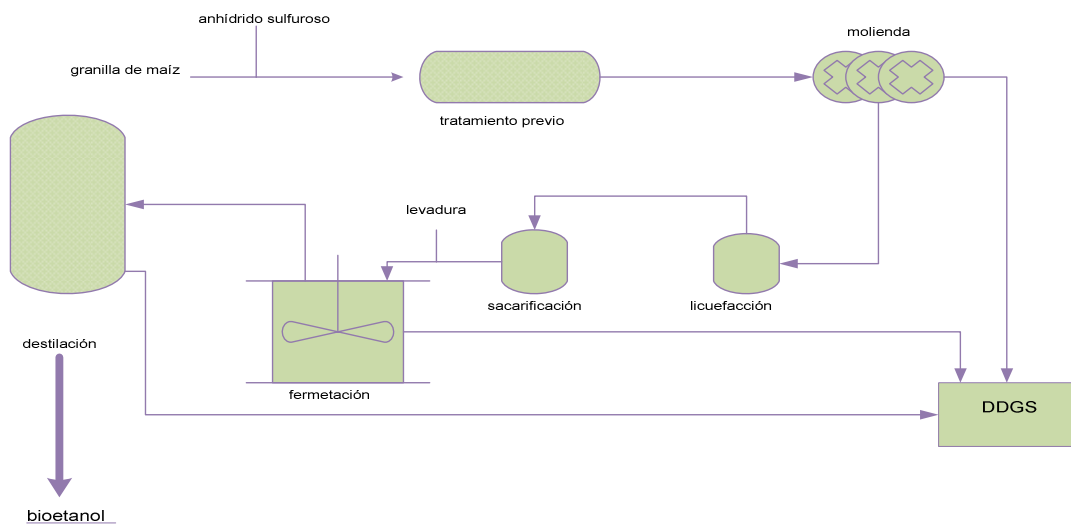 anhídrido sulfuroso
molienda
granilla de maíz
tratamiento previo
levadura
sacarificación
licuefacción
destilación
fermetación
DDGS
bioetanol